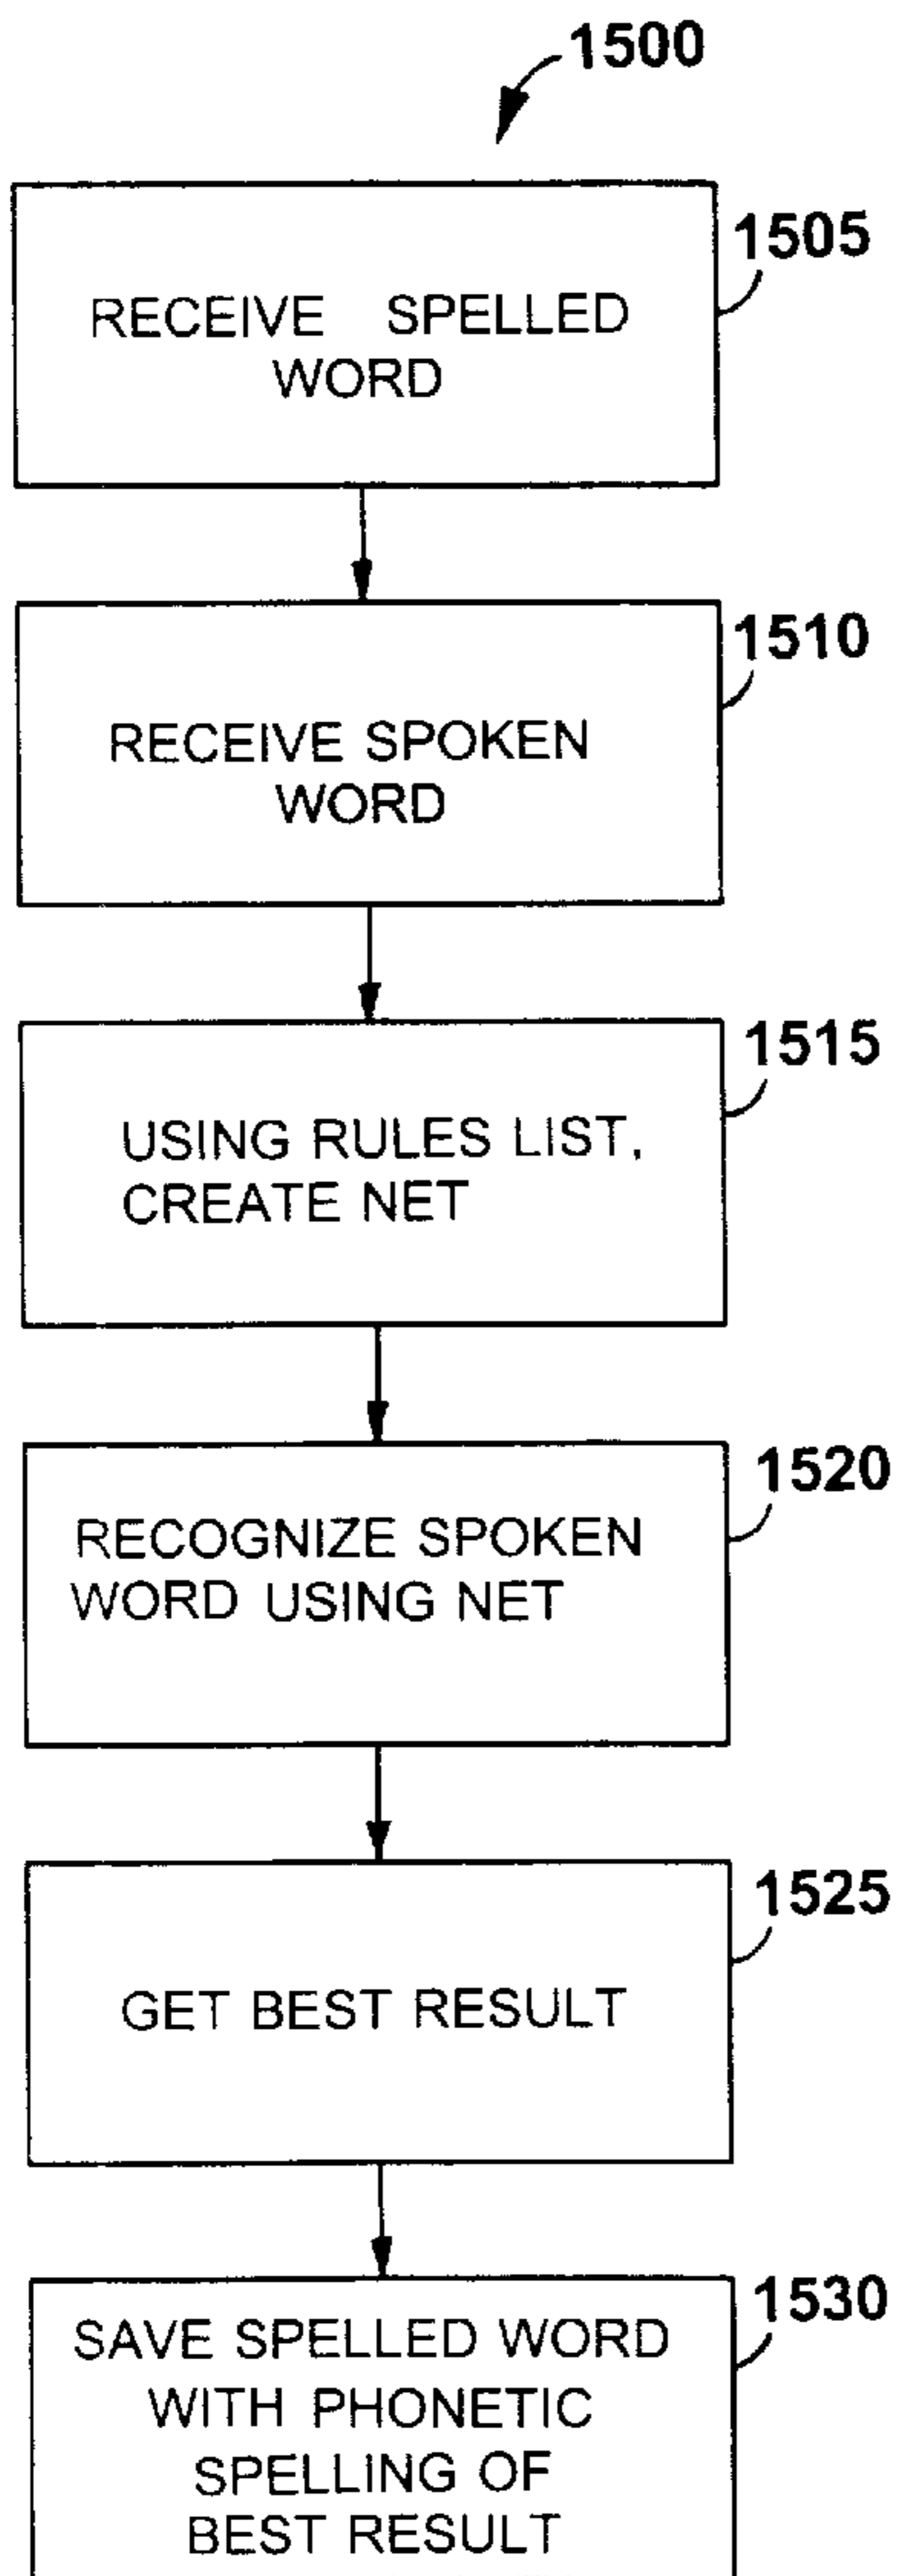 1500
1505
RECEIVE SPELLED
WORD
1510
RECEIVE SPOKEN
WORD
1515
USING RULES LIST,
CREATE NET
1520
RECOGNIZE SPOKEN
WORD USING NET
1525
GET BEST RESULT
1530
SAVE SPELLED WORD
WITH PHONETIC
SPELLING OF
BEST RESULT